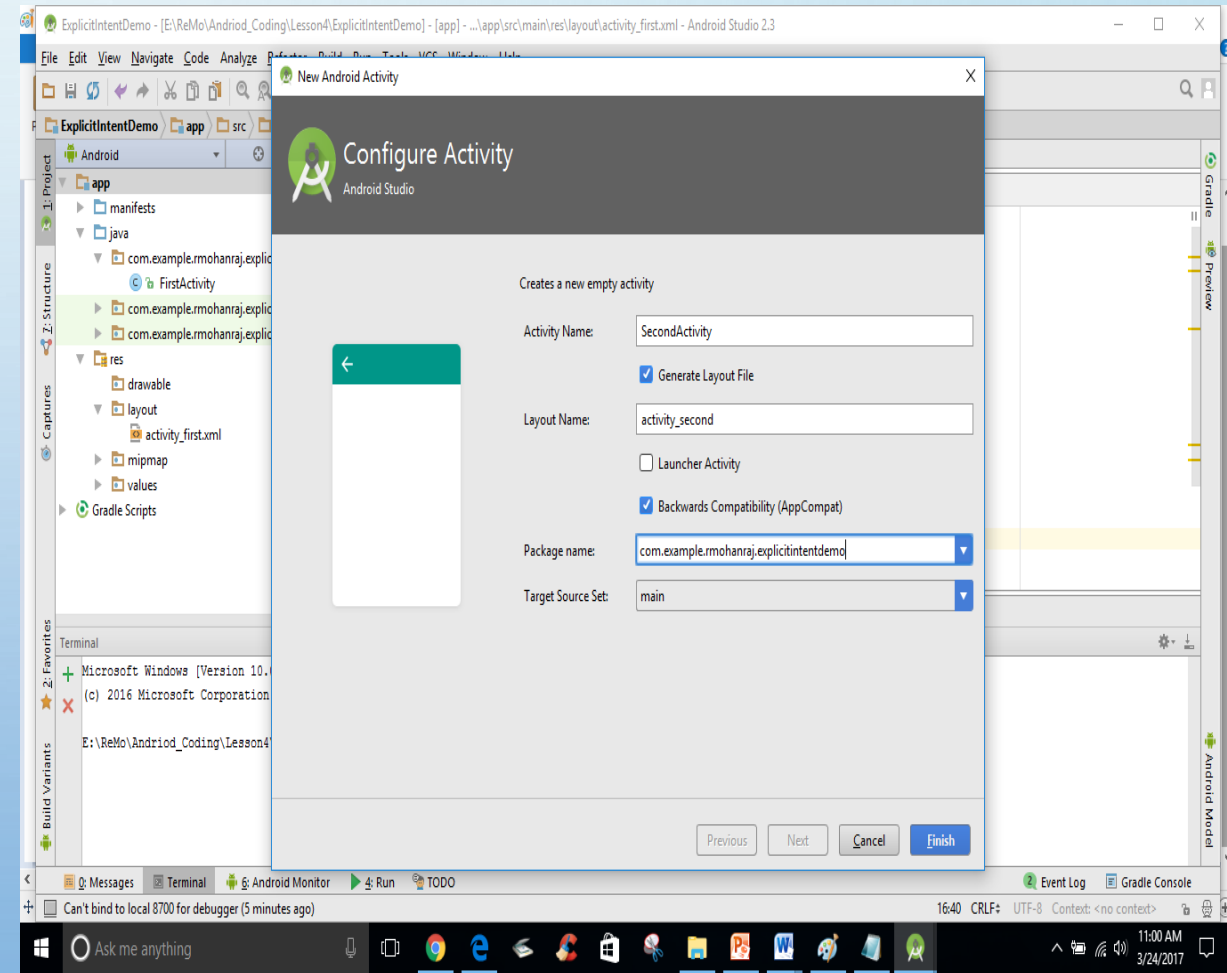 ExplicitIntentDemo - [E:\ReMo\Andriod_Coding\Lesson4\ExplicitIntentDemo] - [app] - ...\app\src\main\res\layout\activity_first.xml - Android Studio 2.3
File Edit View Navigate Code Analyze Refactor Build Run Tools VCS Window Help
ExplicitIntentDemo app src
Android
app
manifests
java
com.example.rmohanraj.explic
FirstActivity
com.example.rmohanraj.explic
com.example.rmohanraj.explic
res
drawable
layout
activity_first.xml
mipmap
values
Gradle Scripts
1: Project
7: Structure
Captures
2: Favorites
Build Variants
New Android Activity
X
Configure Activity
Android Studio
Creates a new empty activity
Activity Name: SecondActivity
Generate Layout File
Layout Name: activity_second
Launcher Activity
Backwards Compatibility (AppCompat)
Package name: com.example.rmohanraj.explicitintentdemo
Target Source Set: main
Previous Next Cancel Finish
Gradle
Preview
Android Model
Terminal
Microsoft Windows [Version 10.
(c) 2016 Microsoft Corporation
E:\ReMo\Andriod_Coding\Lesson4
0: Messages Terminal 6: Android Monitor 4: Run TODO
2 Event Log Gradle Console
Can't bind to local 8700 for debugger (5 minutes ago)
16:40 CRLF UTF-8 Context: <no context>
Ask me anything
11:00 AM
3/24/2017